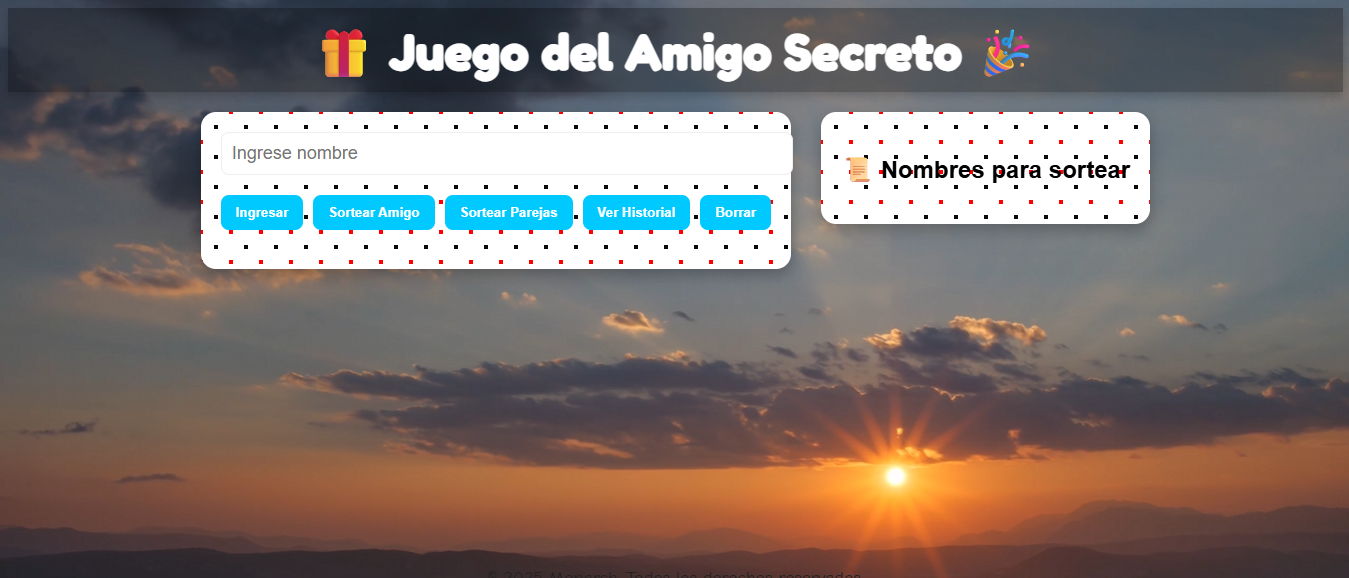 🎁 Juego del Amigo Secreto 🎉
Ingrese nombre
Ingresar
Sortear Amigo
Sortear Parejas
Ver Historial
Borrar
📜 Nombres para sortear
© 2025 Monarch. Todos los derechos reservados.